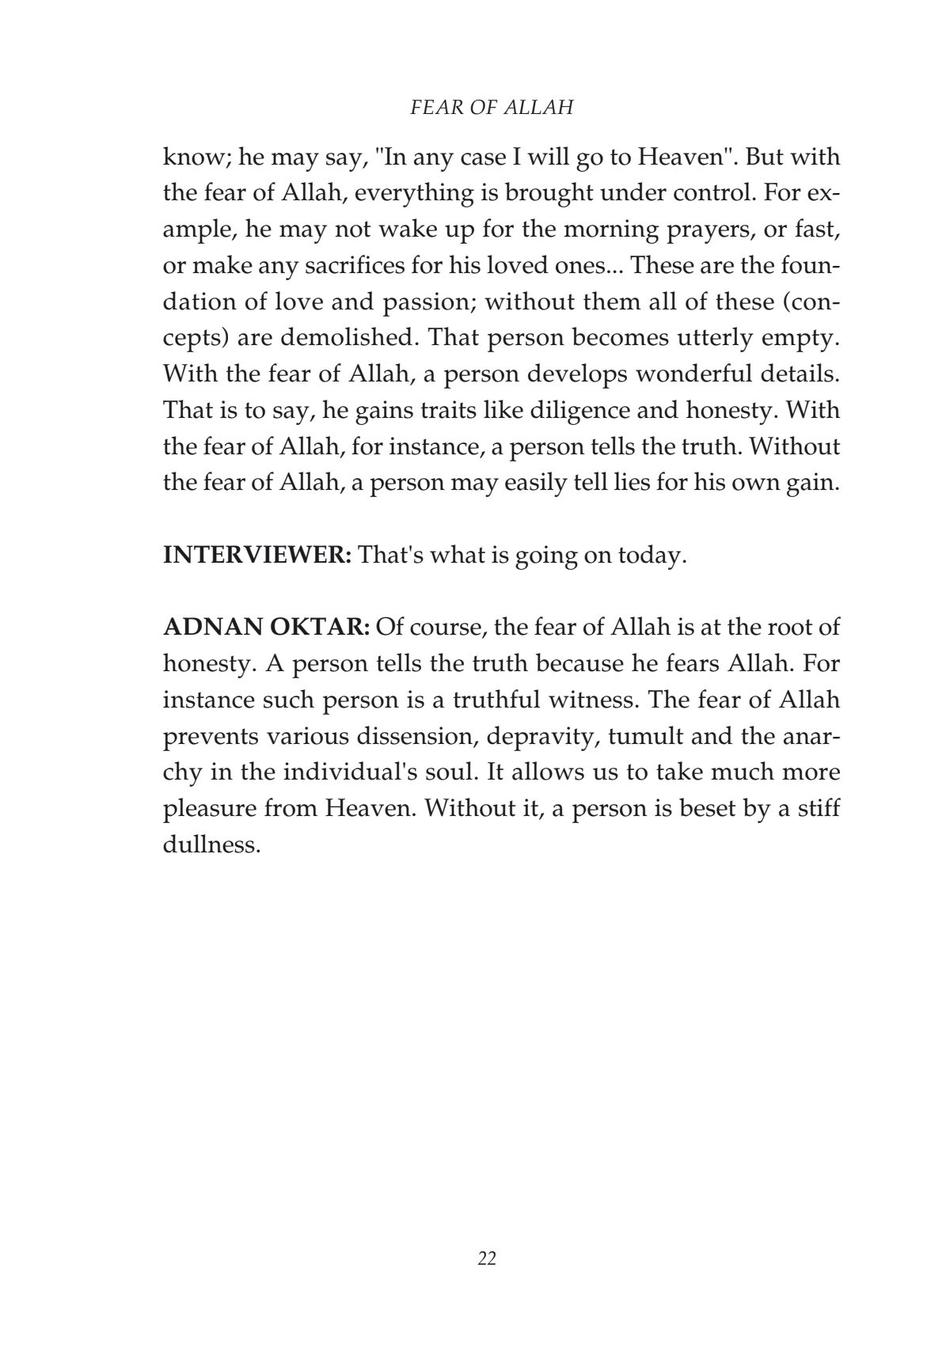 FEAR OF ALLAH
know; he may say, "In any case I will go to Heaven". But with
the fear of Allah, everything is brought under control. For ex-
ample, he may not wake up for the morning prayers, or fast,
or make any sacrifices for his loved ones... These are the foun-
dation of love and passion; without them all of these (con-
cepts) are demolished. That person becomes utterly empty.
With the fear of Allah, a person develops wonderful details.
That is to say, he gains traits like diligence and honesty. With
the fear of Allah, for instance, a person tells the truth. Without
the fear of Allah, a person may easily tell lies for his own gain.
INTERVIEWER: That's what is going on today.
ADNAN OKTAR: Of course, the fear of Allah is at the root of
honesty. A person tells the truth because he fears Allah. For
instance such person is a truthful witness. The fear of Allah
prevents various dissension, depravity, tumult and the anar-
chy in the individual's soul. It allows us to take much more
pleasure from Heaven. Without it, a person is beset by a stiff
dullness.
22